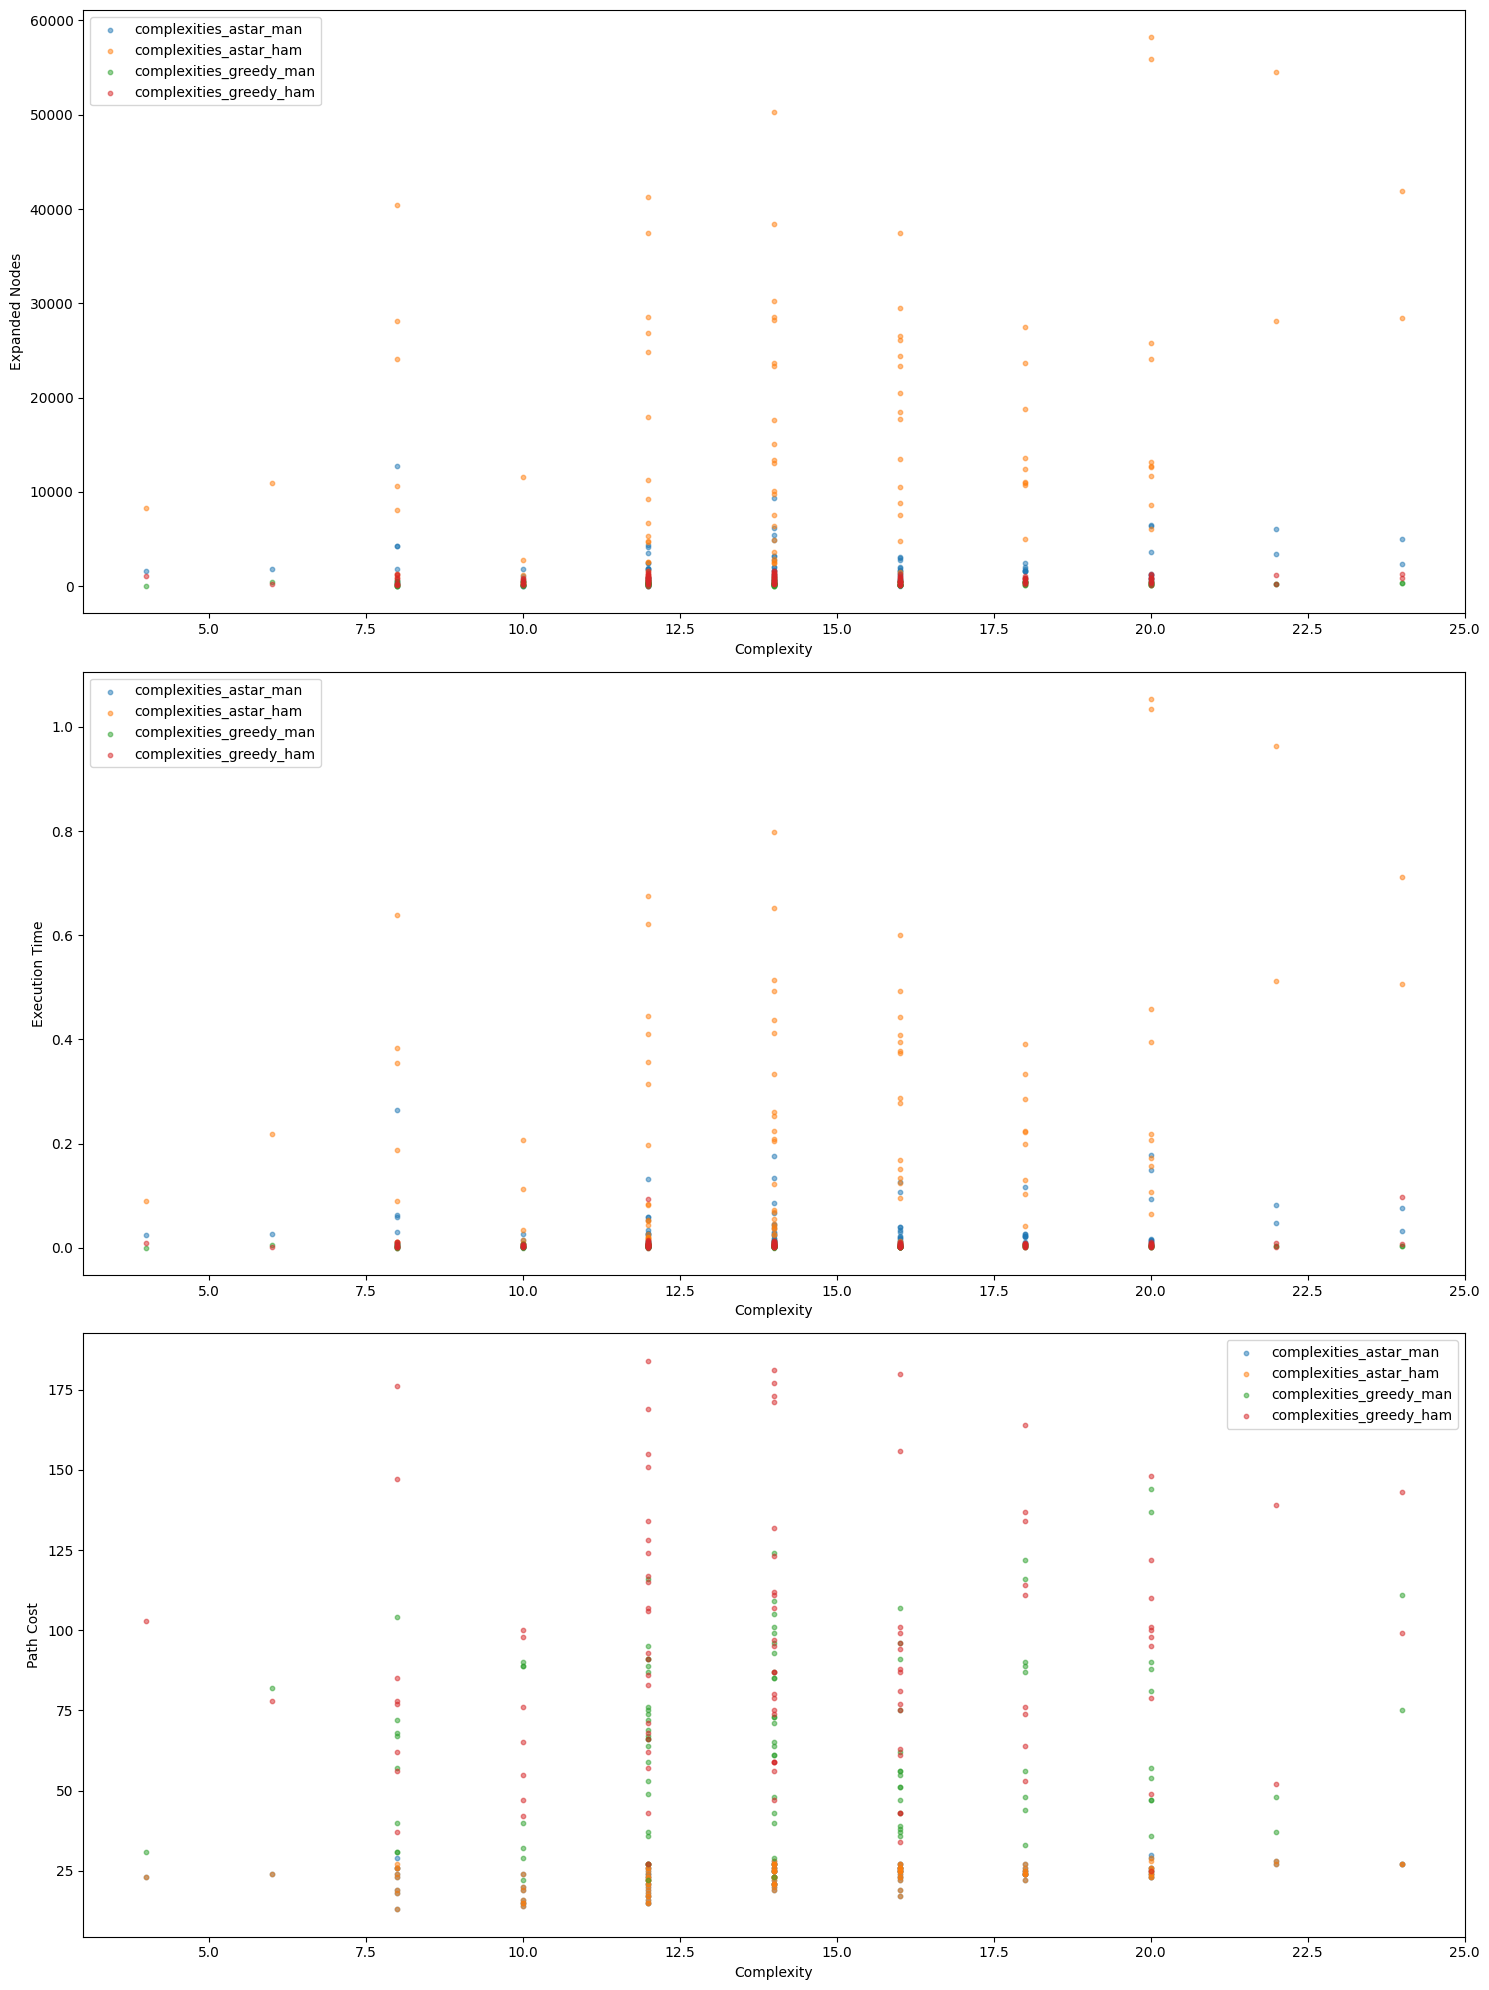 60000
50000
40000
30000
20000
10000
0
Expanded Nodes
complexities_astar_man
complexities_astar_ham
complexities_greedy_man
complexities_greedy_ham
5.0 7.5 10.0 12.5 15.0 17.5 20.0 22.5 25.0
Complexity
1.0
0.8
0.6
0.4
0.2
0.0
Execution Time
complexities_astar_man
complexities_astar_ham
complexities_greedy_man
complexities_greedy_ham
5.0 7.5 10.0 12.5 15.0 17.5 20.0 22.5 25.0
Complexity
175
150
125
100
75
50
25
Path Cost
complexities_astar_man
complexities_astar_ham
complexities_greedy_man
complexities_greedy_ham
5.0 7.5 10.0 12.5 15.0 17.5 20.0 22.5 25.0
Complexity